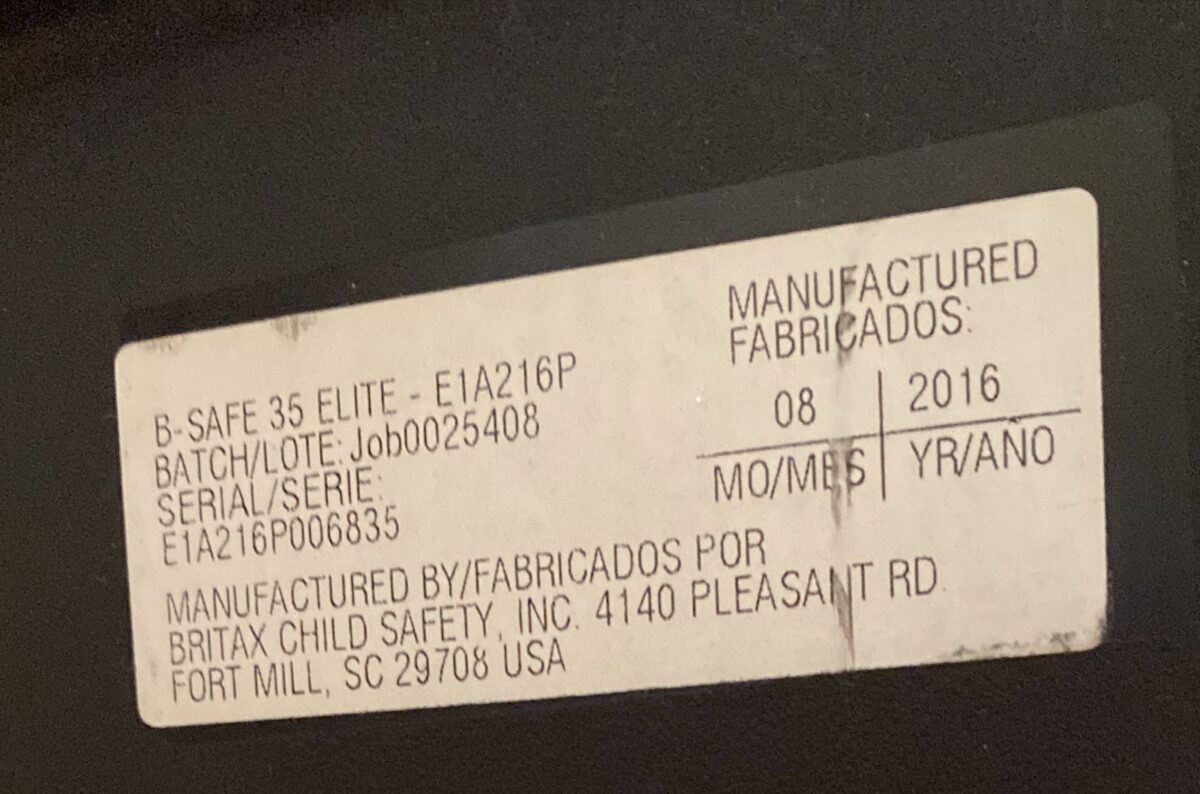 B-SAFE 35 ELITE - E1A216P
BATCH/LOTE: Job0025408
SERIAL/SERIE:
E1A216P006835
MANUFACTURED
FABRICADOS:
08 2016
MO/MES YR/AÑO
MANUFACTURED BY/FABRICADOS POR
BRITAX CHILD SAFETY, INC. 4140 PLEASANT RD.
FORT MILL, SC 29708 USA